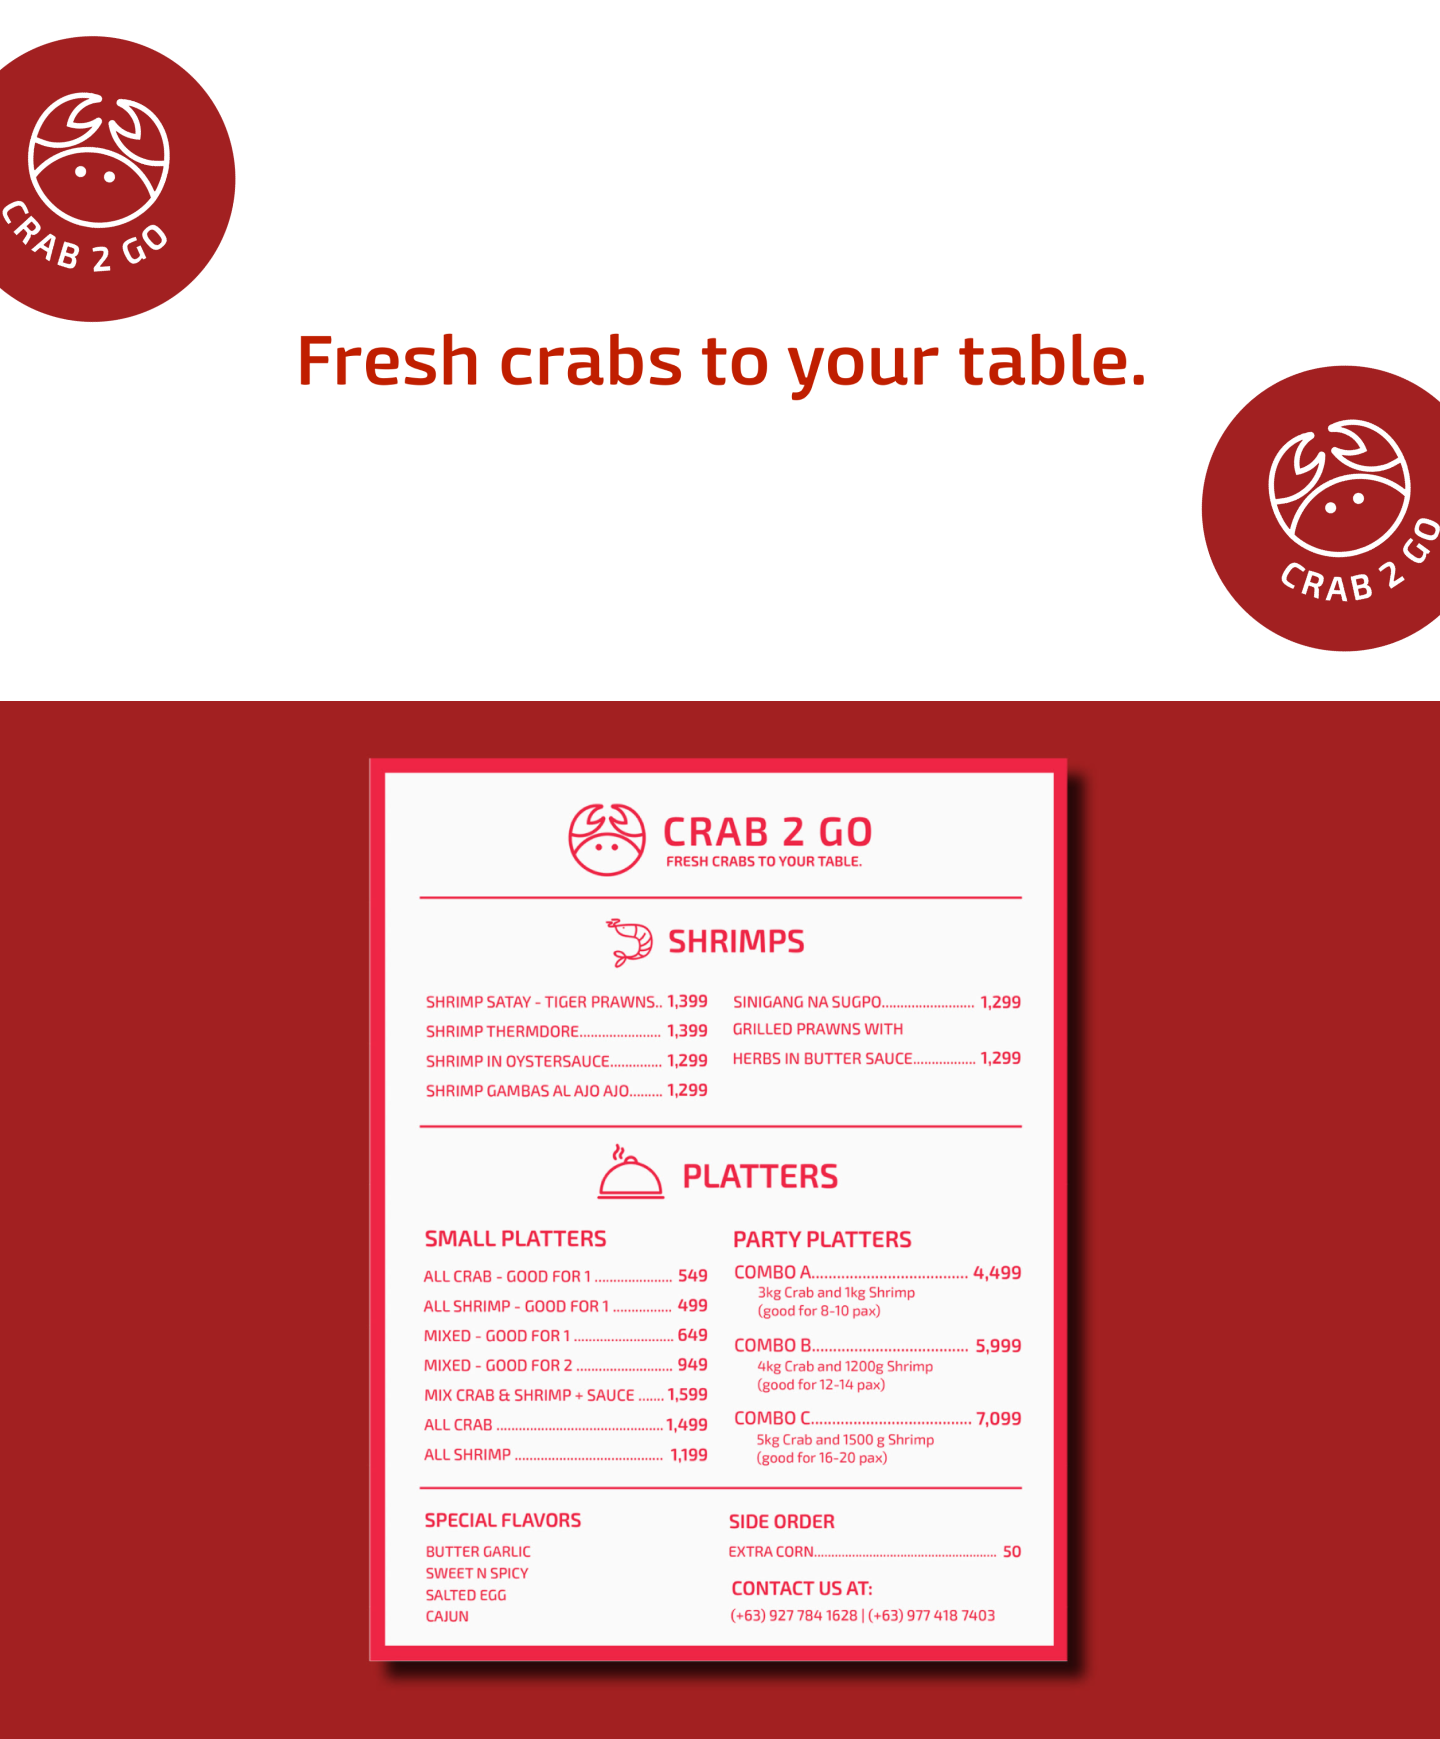 CRAB 2 GO
Fresh crabs to your table.
CRAB 2 GO
CRAB 2 GO
FRESH CRABS TO YOUR TABLE.
SHRIMPS
SHRIMP SATAY - TIGER PRAWNS.. 1,399
SHRIMP THERMDORE..................... 1,399
SHRIMP IN OYSTERSAUCE............. 1,299
SHRIMP GAMBAS AL AJO AJO......... 1,299
SINIGANG NA SUGPO........................ 1,299
GRILLED PRAWNS WITH
HERBS IN BUTTER SAUCE................ 1,299
PLATTERS
SMALL PLATTERS
ALL CRAB - GOOD FOR 1 .................... 549
ALL SHRIMP - GOOD FOR 1 ............... 499
MIXED - GOOD FOR 1 .......................... 649
MIXED - GOOD FOR 2 ......................... 949
MIX CRAB & SHRIMP + SAUCE ....... 1,599
ALL CRAB ............................................ 1,499
ALL SHRIMP ....................................... 1,199
PARTY PLATTERS
COMBO A..................................... 4,499
3kg Crab and 1kg Shrimp
(good for 8-10 pax)
COMBO B..................................... 5,999
4kg Crab and 1200g Shrimp
(good for 12-14 pax)
COMBO C...................................... 7,099
5kg Crab and 1500 g Shrimp
(good for 16-20 pax)
SPECIAL FLAVORS
BUTTER GARLIC
SWEET N SPICY
SALTED EGG
CAJUN
SIDE ORDER
EXTRA CORN................................................ 50
CONTACT US AT:
(+63) 927 784 1628 | (+63) 977 418 7403